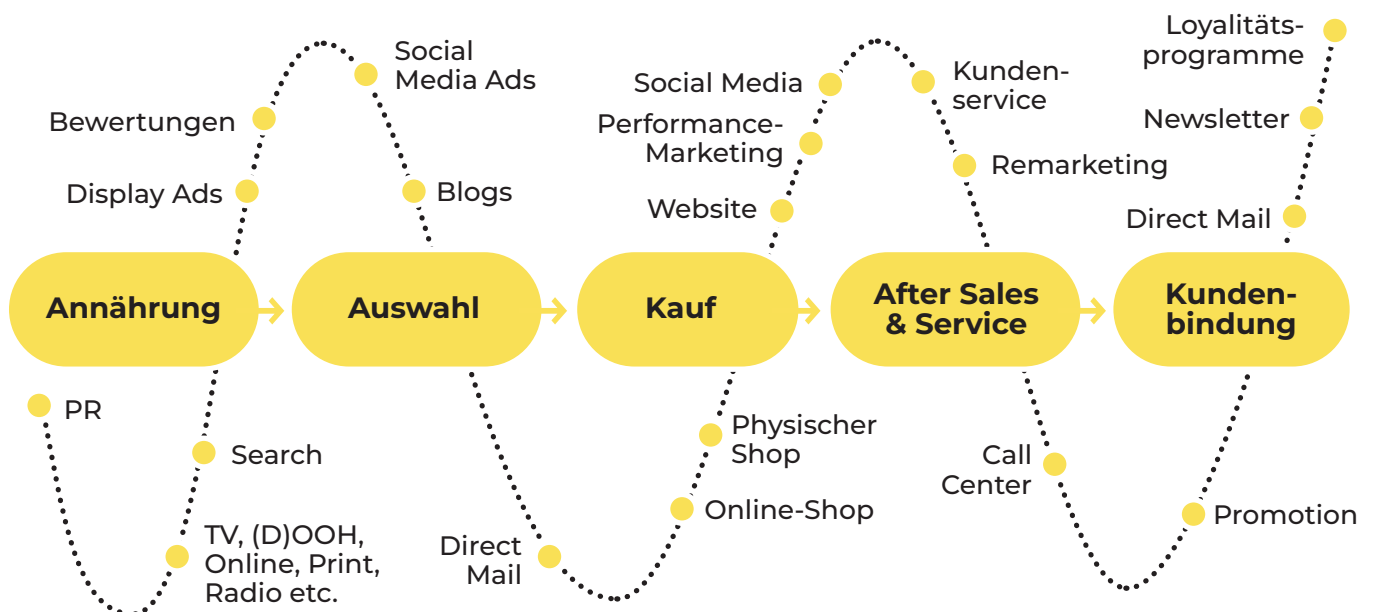 Social
Media Ads
Bewertungen
Display Ads
Blogs
Social Media
Performance-
Marketing
Website
Kunden-
service
Remarketing
Loyalitäts-
programme
Newsletter
Direct Mail
Annährung
Auswahl
Kauf
After Sales
& Service
Kunden-
bindung
PR
Search
TV, (D)OOH,
Online, Print,
Radio etc.
Direct
Mail
Physischer
Shop
Online-Shop
Call
Center
Promotion